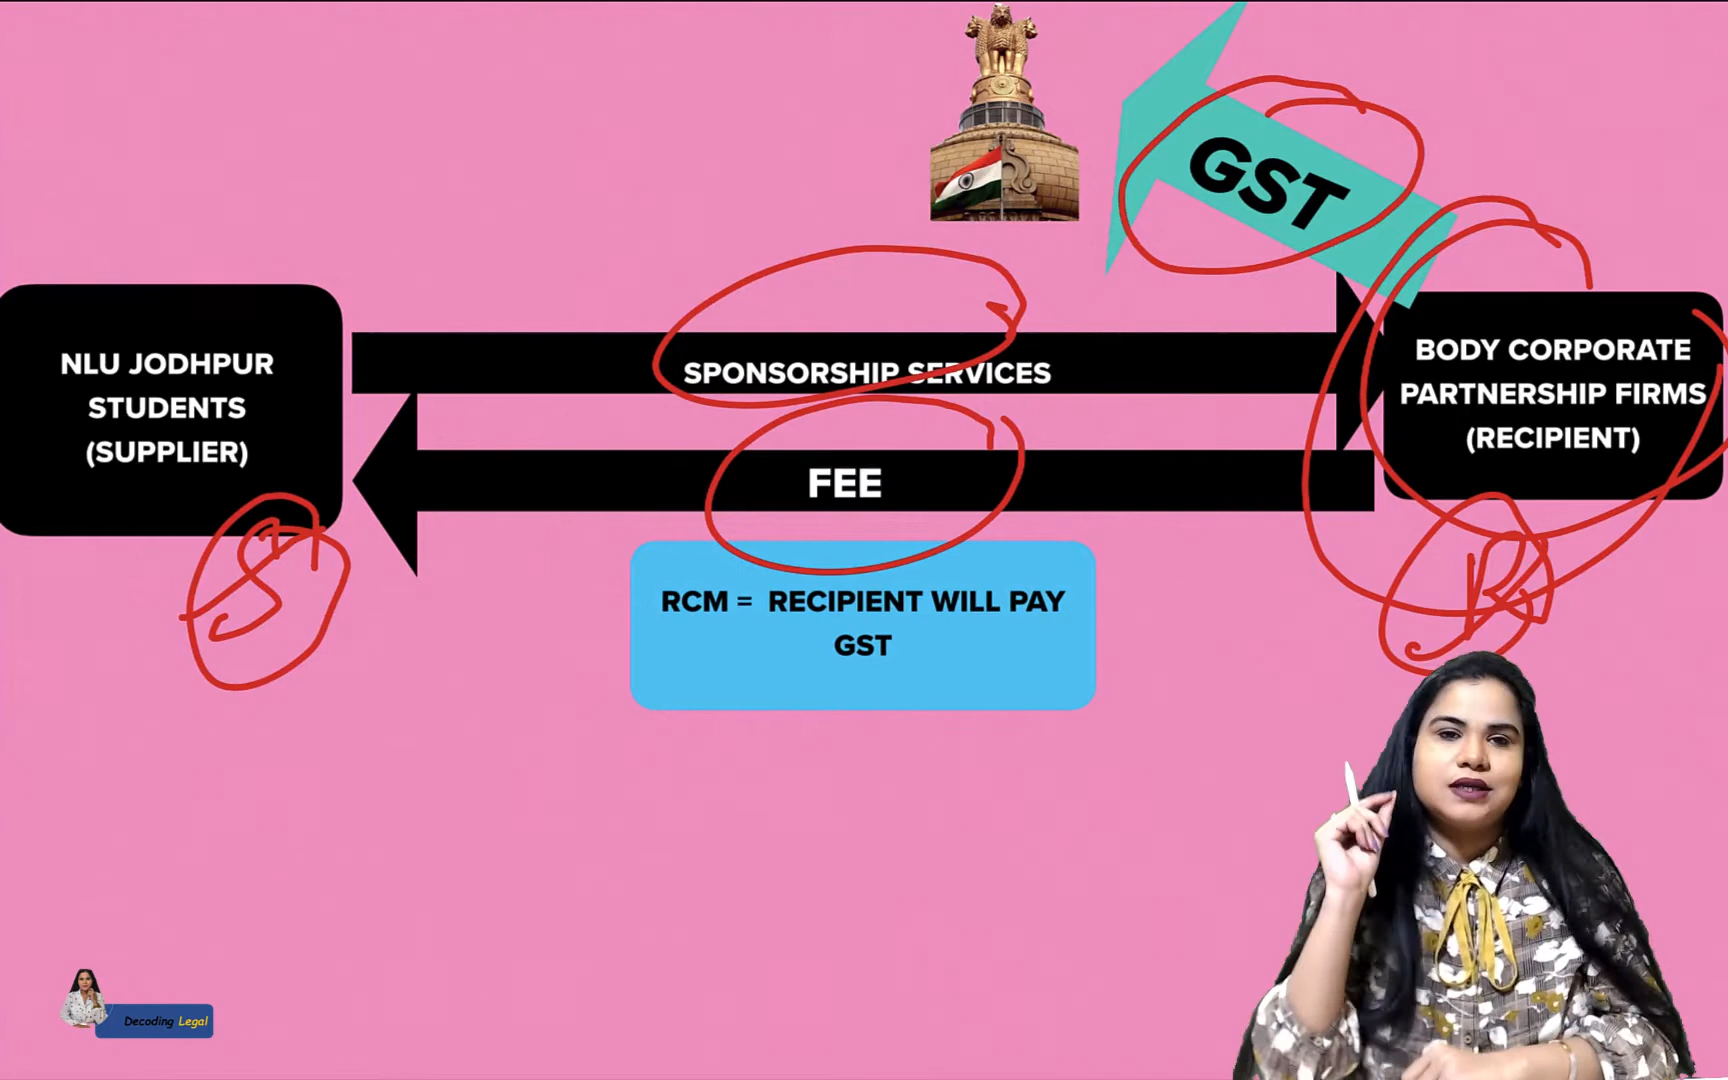 GST
NLU JODHPUR
STUDENTS
(SUPPLIER)
SPONSORSHIP SERVICES
BODY CORPORATE
PARTNERSHIP FIRMS
(RECIPIENT)
FEE
S
R
RCM = RECIPIENT WILL PAY
GST
Decoding Legal